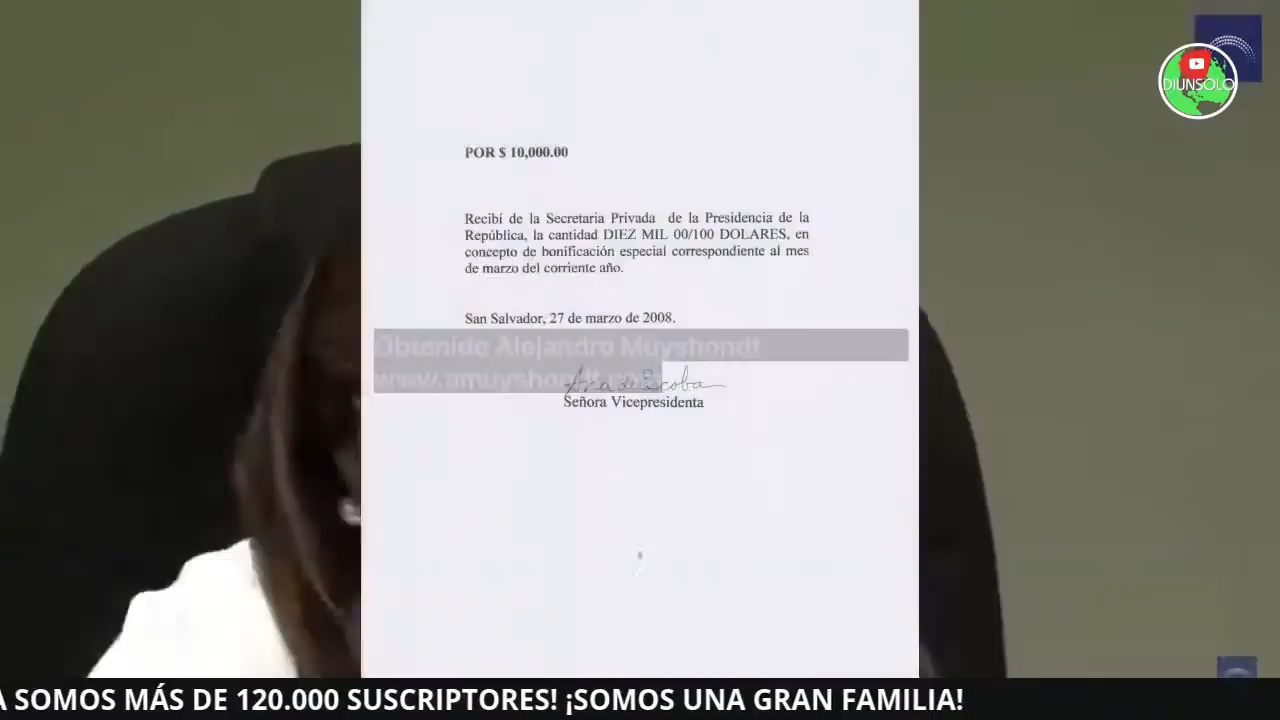 DIUNSOLO
POR $ 10,000.00
Recibí de la Secretaria Privada de la Presidencia de la
República, la cantidad DIEZ MIL 00/100 DOLARES, en
concepto de bonificación especial correspondiente al mes
de marzo del corriente año.
San Salvador, 27 de marzo de 2008.
Obtenido Alejandro Muyshondt
www.amuyshondt.com
Ana de Escobar
Señora Vicepresidenta
A SOMOS MÁS DE 120.000 SUSCRIPTORES! ¡SOMOS UNA GRAN FAMILIA!